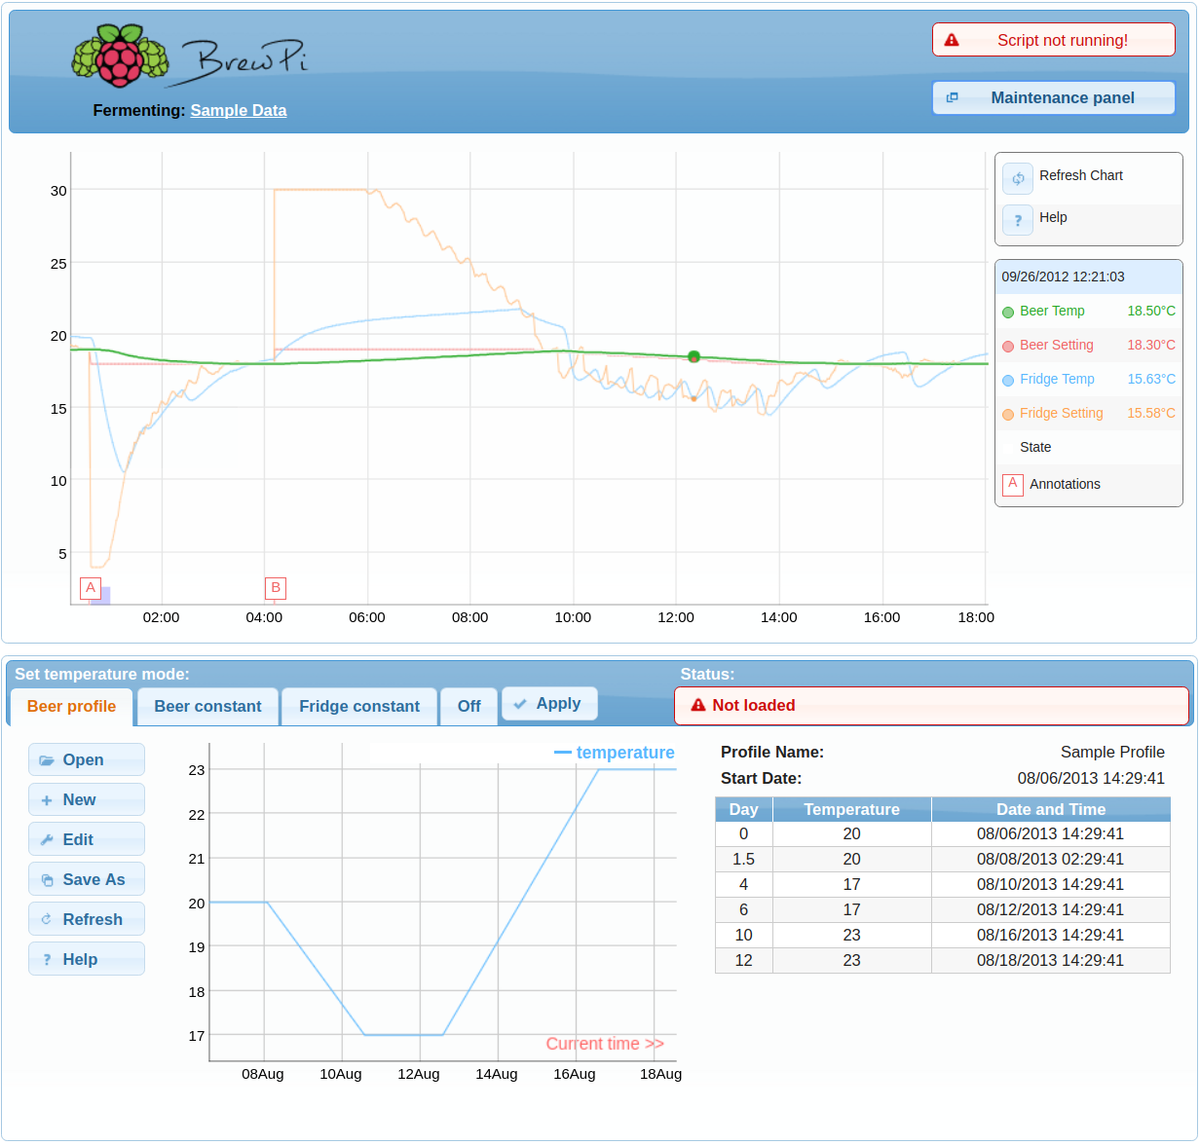 BrewPi
Script not running!
Maintenance panel
Fermenting: Sample Data
30
25
20
15
10
5
A
B
02:00
04:00
06:00
08:00
10:00
12:00
14:00
16:00
18:00
Refresh Chart
? Help
09/26/2012 12:21:03
Beer Temp 18.50°C
Beer Setting 18.30°C
Fridge Temp 15.63°C
Fridge Setting 15.58°C
State
A Annotations
Set temperature mode:
Beer profile
Beer constant
Fridge constant
Off
Apply
Status:
Not loaded
Open
New
Edit
Save As
Refresh
? Help
temperature
23
22
21
20
19
18
17
Current time >>
08Aug
10Aug
12Aug
14Aug
16Aug
18Aug
Profile Name: Sample Profile
Start Date: 08/06/2013 14:29:41
Day Temperature Date and Time
0 20 08/06/2013 14:29:41
1.5 20 08/08/2013 02:29:41
4 17 08/10/2013 14:29:41
6 17 08/12/2013 14:29:41
10 23 08/16/2013 14:29:41
12 23 08/18/2013 14:29:41